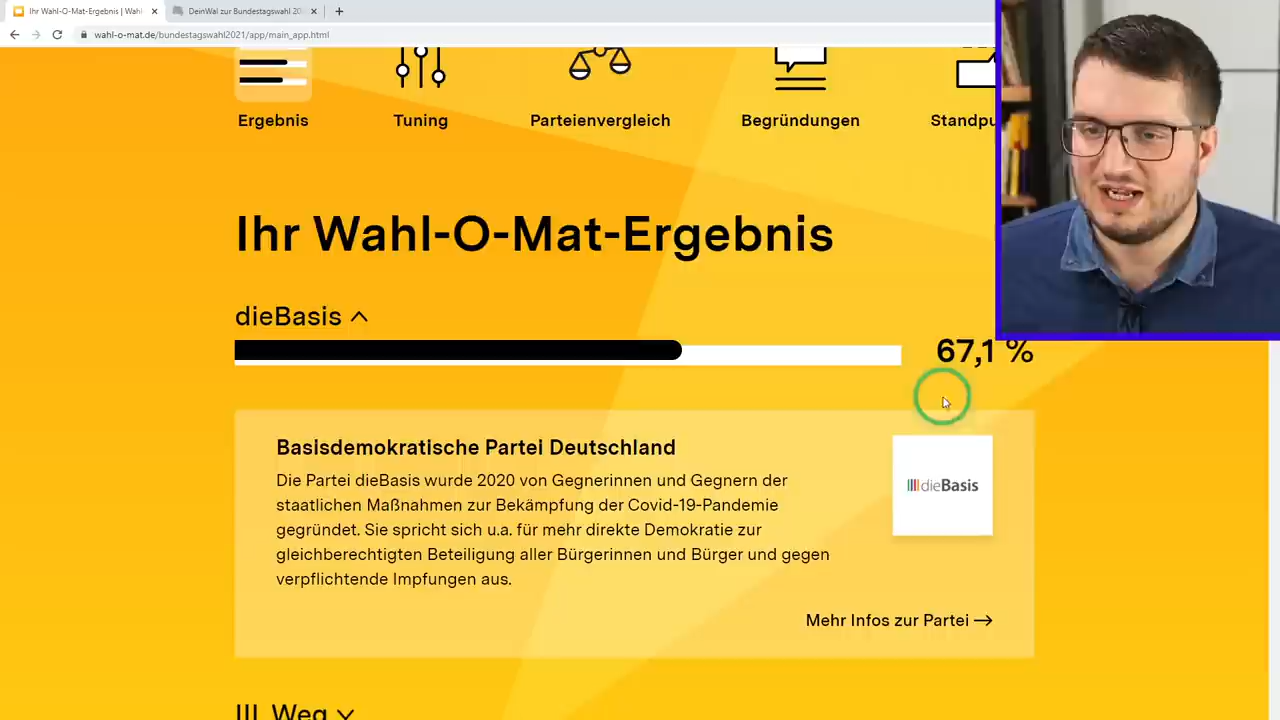 Ihr Wahl-O-Mat-Ergebnis | Wahl
DeinWal zur Bundestagswahl 20
wahl-o-mat.de/bundestagswahl2021/app/main_app.html
Ergebnis
Tuning
Parteienvergleich
Begründungen
Standpu
Ihr Wahl-O-Mat-Ergebnis
dieBasis
67,1 %
Basisdemokratische Partei Deutschland
Die Partei dieBasis wurde 2020 von Gegnerinnen und Gegnern der
staatlichen Maßnahmen zur Bekämpfung der Covid-19-Pandemie
gegründet. Sie spricht sich u.a. für mehr direkte Demokratie zur
gleichberechtigten Beteiligung aller Bürgerinnen und Bürger und gegen
verpflichtende Impfungen aus.
dieBasis
Mehr Infos zur Partei →
III. Weg